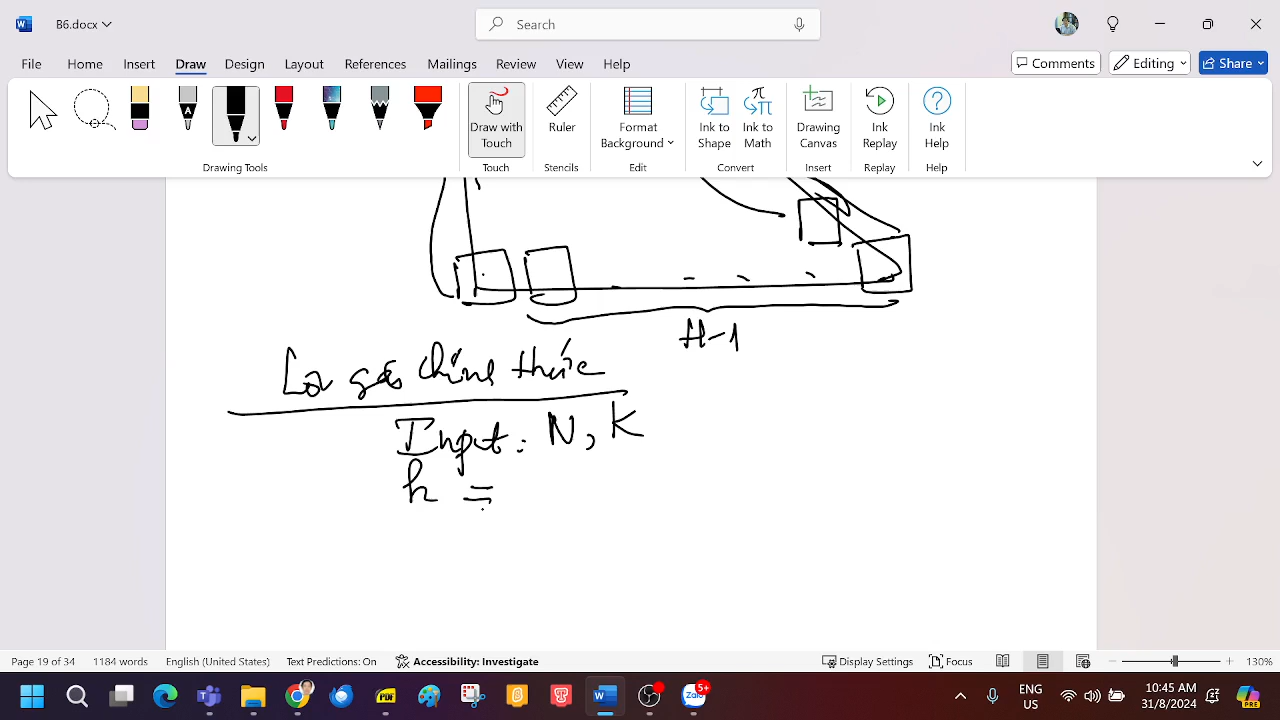 B6.docx
Search
File Home Insert Draw Design Layout References Mailings Review View Help
Comments Editing Share
Draw with Touch
Ruler
Format Background
Ink to Shape
Ink to Math
Drawing Canvas
Ink Replay
Ink Help
Drawing Tools Touch Stencils Edit Convert Insert Replay Help
H-1
chính thức
Input: N, K
h =
Page 19 of 34 1184 words English (United States) Text Predictions: On Accessibility: Investigate Display Settings Focus 130%
PDF
5+
ENG
US
10:45 AM
31/8/2024
PRE